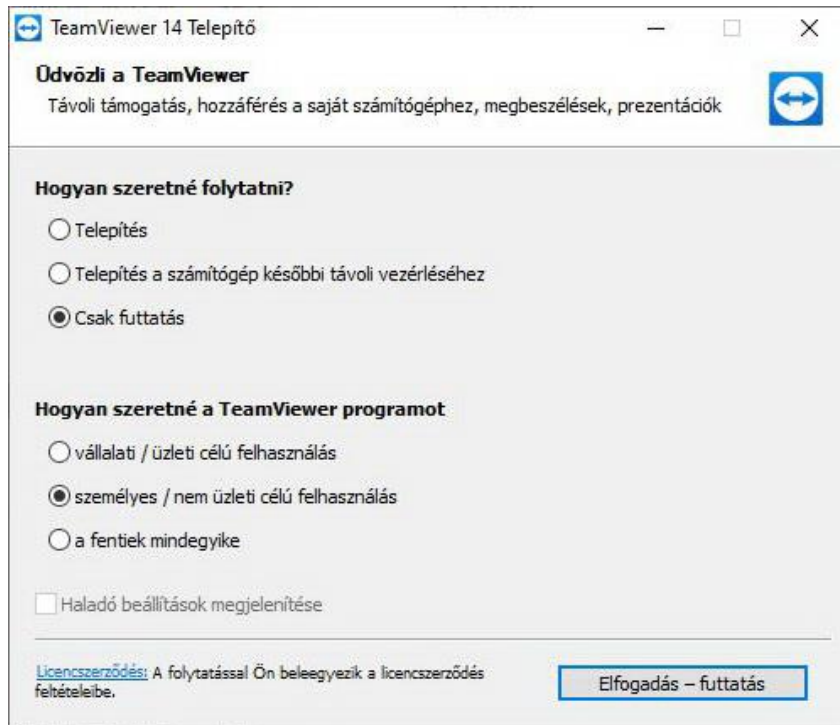 TeamViewer 14 Telepítő
Üdvözli a TeamViewer
Távoli támogatás, hozzáférés a saját számítógéphez, megbeszélések, prezentációk
Hogyan szeretné folytatni?
Telepítés
Telepítés a számítógép későbbi távoli vezérléséhez
Csak futtatás
Hogyan szeretné a TeamViewer programot
vállalati / üzleti célú felhasználás
személyes / nem üzleti célú felhasználás
a fentiek mindegyike
Haladó beállítások megjelenítése
Licencszerződés: A folytatással Ön beleegyezik a licencszerződés
feltételeibe.
Elfogadás – futtatás